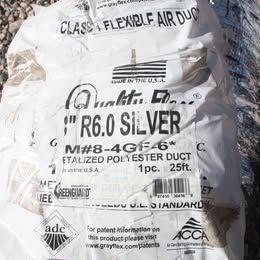 CLASS 1 FLEXIBLE AIR DUCT
MADE IN THE U.S.A.
Quality Flex
" R6.0 SILVER
M#8-4GF-6*
ETALIZED POLYESTER DUCT
1pc. 25ft.
GREENGUARD
U.L. STANDARD
adc
For patent information on
this product please visit
www.grayflex.com/patents
ACCA